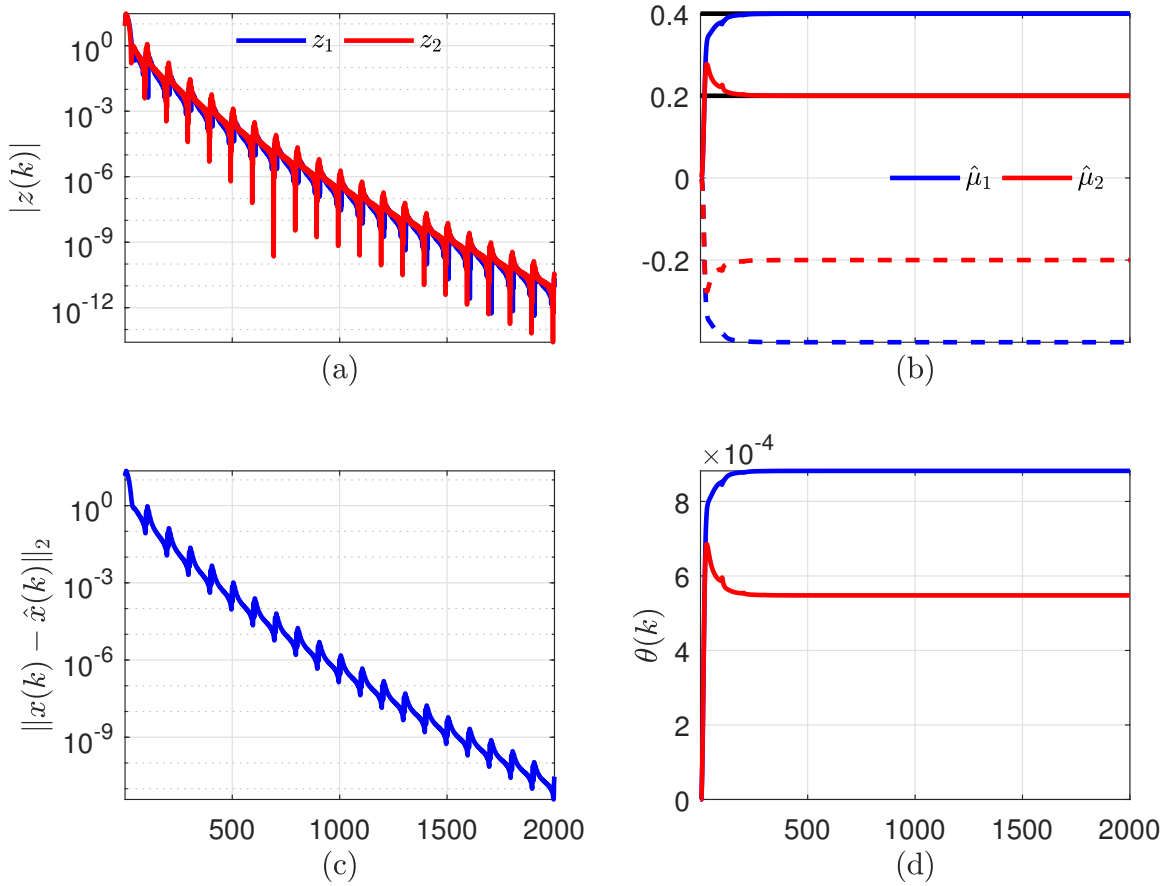 |z(k)|
10^0
10^-3
10^-6
10^-9
10^-12
z_1 z_2
(a)
0.4
0.2
0
-0.2
μ̂_1 μ̂_2
(b)
‖x(k) − x̂(k)‖_2
10^0
10^-3
10^-6
10^-9
500 1000 1500 2000
(c)
×10^-4
θ(k)
8
6
4
2
0
500 1000 1500 2000
(d)